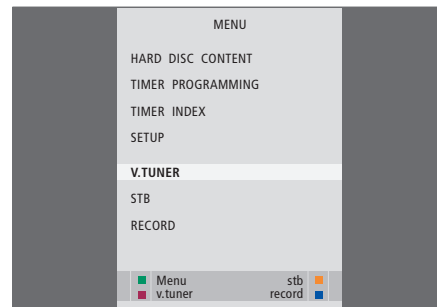 MENU
HARD DISC CONTENT
TIMER PROGRAMMING
TIMER INDEX
SETUP
V.TUNER
STB
RECORD
Menu stb
v.tuner record